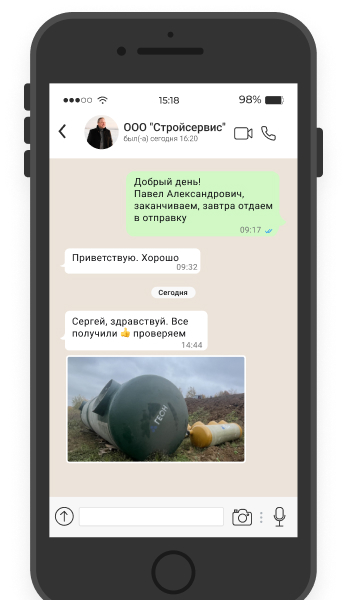 15:18
98%
ООО "Стройсервис"
был(-а) сегодня 16:20
Добрый день!
Павел Александрович,
заканчиваем, завтра отдаем
в отправку
09:17
Приветствую. Хорошо
09:32
Сегодня
Сергей, здравствуй. Все
получили 👍 проверяем
14:44
ГЕСН